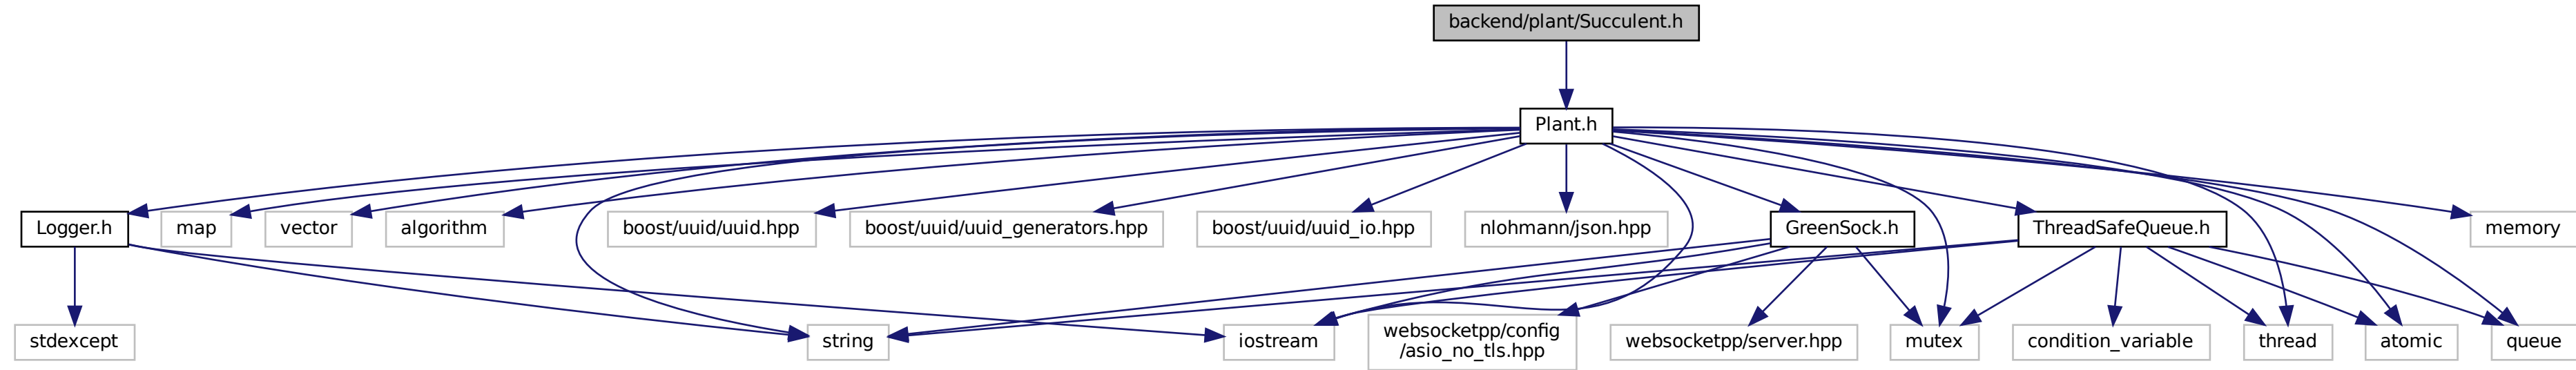 backend/plant/Succulent.h
Plant.h
Logger.h
map
vector
algorithm
boost/uuid/uuid.hpp
boost/uuid/uuid_generators.hpp
boost/uuid/uuid_io.hpp
nlohmann/json.hpp
GreenSock.h
ThreadSafeQueue.h
memory
stdexcept
string
iostream
websocketpp/config
/asio_no_tls.hpp
websocketpp/server.hpp
mutex
condition_variable
thread
atomic
queue